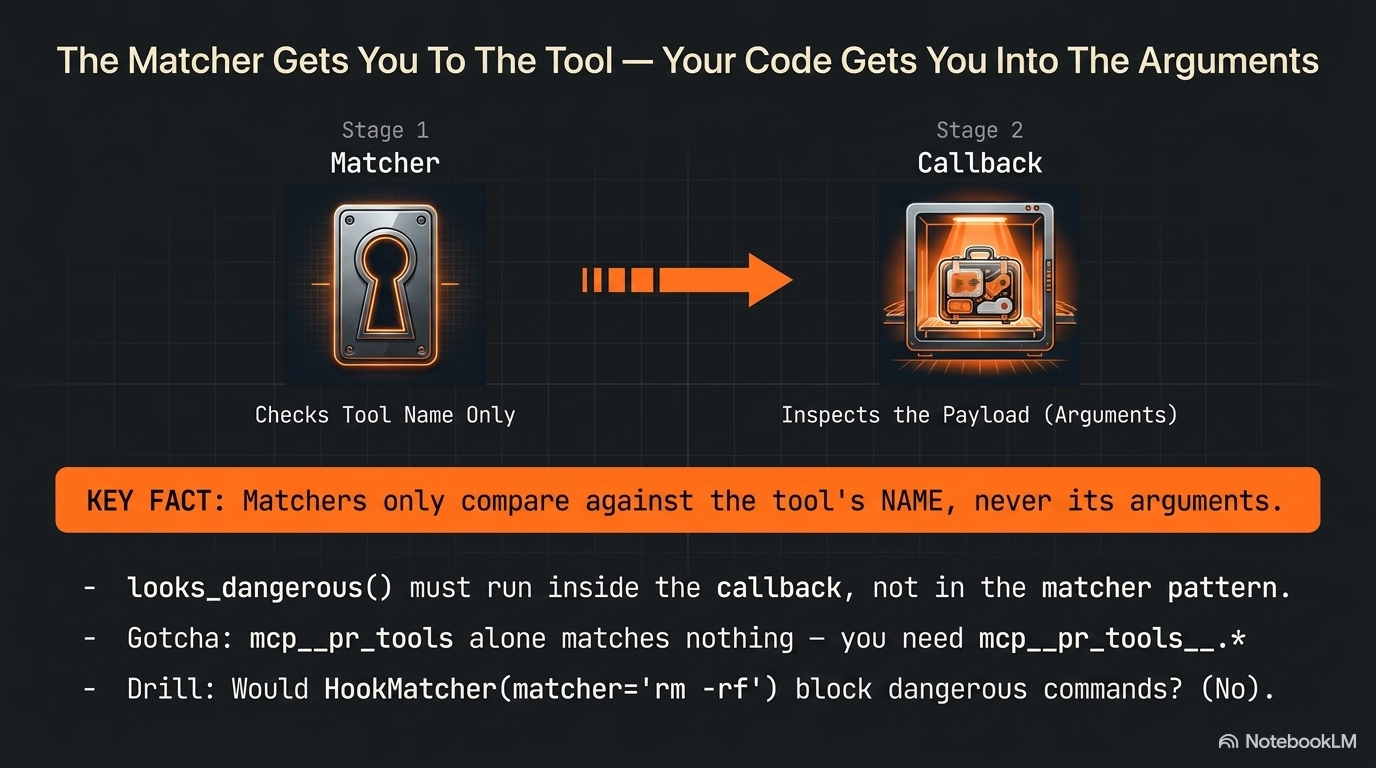 The Matcher Gets You To The Tool — Your Code Gets You Into The Arguments
Stage 1
Matcher
Stage 2
Callback
Checks Tool Name Only
Inspects the Payload (Arguments)
KEY FACT: Matchers only compare against the tool's NAME, never its arguments.
- looks_dangerous() must run inside the callback, not in the matcher pattern.
- Gotcha: mcp__pr_tools alone matches nothing — you need mcp__pr_tools__.*
- Drill: Would HookMatcher(matcher='rm -rf') block dangerous commands? (No).
NotebookLM